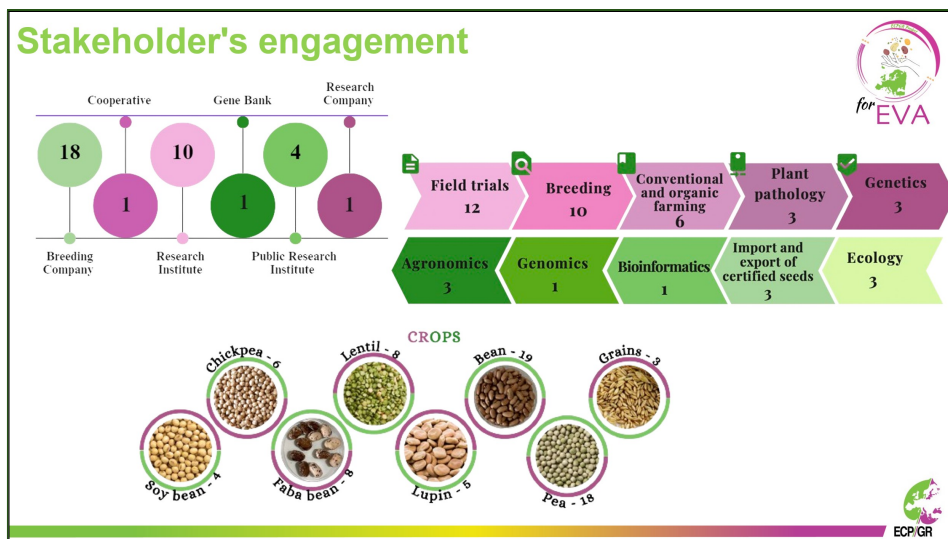 Stakeholder's engagement
for EVA
Cooperative
Gene Bank
Research
Company
18
10
4
1
1
1
Breeding
Company
Research
Institute
Public Research
Institute
Field trials
12
Breeding
10
Conventional
and organic
farming
6
Plant
pathology
3
Genetics
3
Agronomics
3
Genomics
1
Bioinformatics
1
Import and
export of
certified seeds
3
Ecology
3
CROPS
Chickpea - 6
Lentil - 8
Bean - 19
Grains - 3
Soy bean - 4
Faba bean - 8
Lupin - 5
Pea - 18
ECP/GR